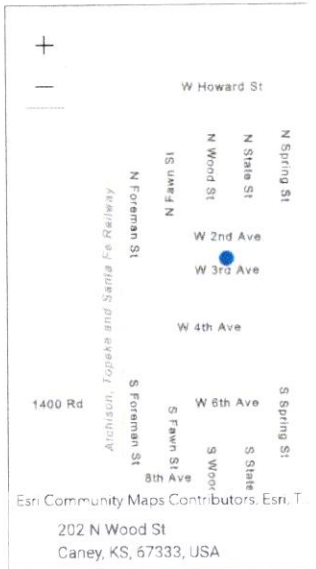 +
—
W Howard St
N Foreman St
N Fawn St
N Wood St
N State St
N Spring St
W 2nd Ave
W 3rd Ave
Atchison, Topeka and Santa Fe Railway
W 4th Ave
1400 Rd
S Foreman St
S Fawn St
W 6th Ave
S Wood
S State
S Spring St
8th Ave
Esri Community Maps Contributors, Esri, T
202 N Wood St
Caney, KS, 67333, USA